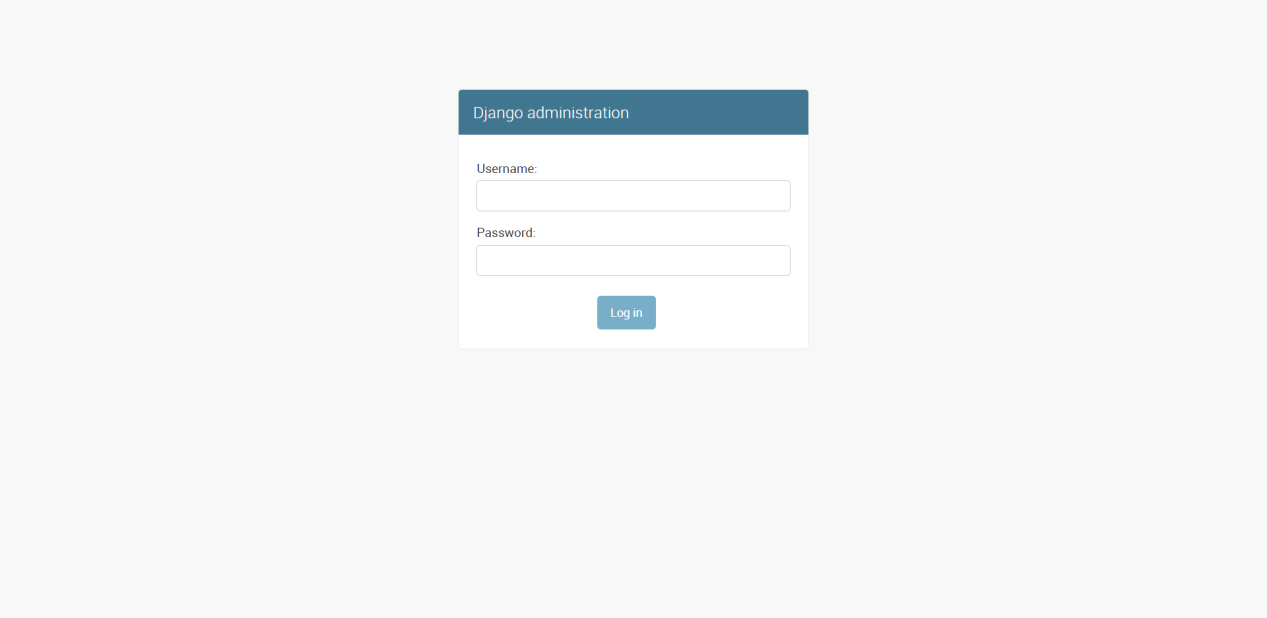 Django administration
Username:
Password:
Log in